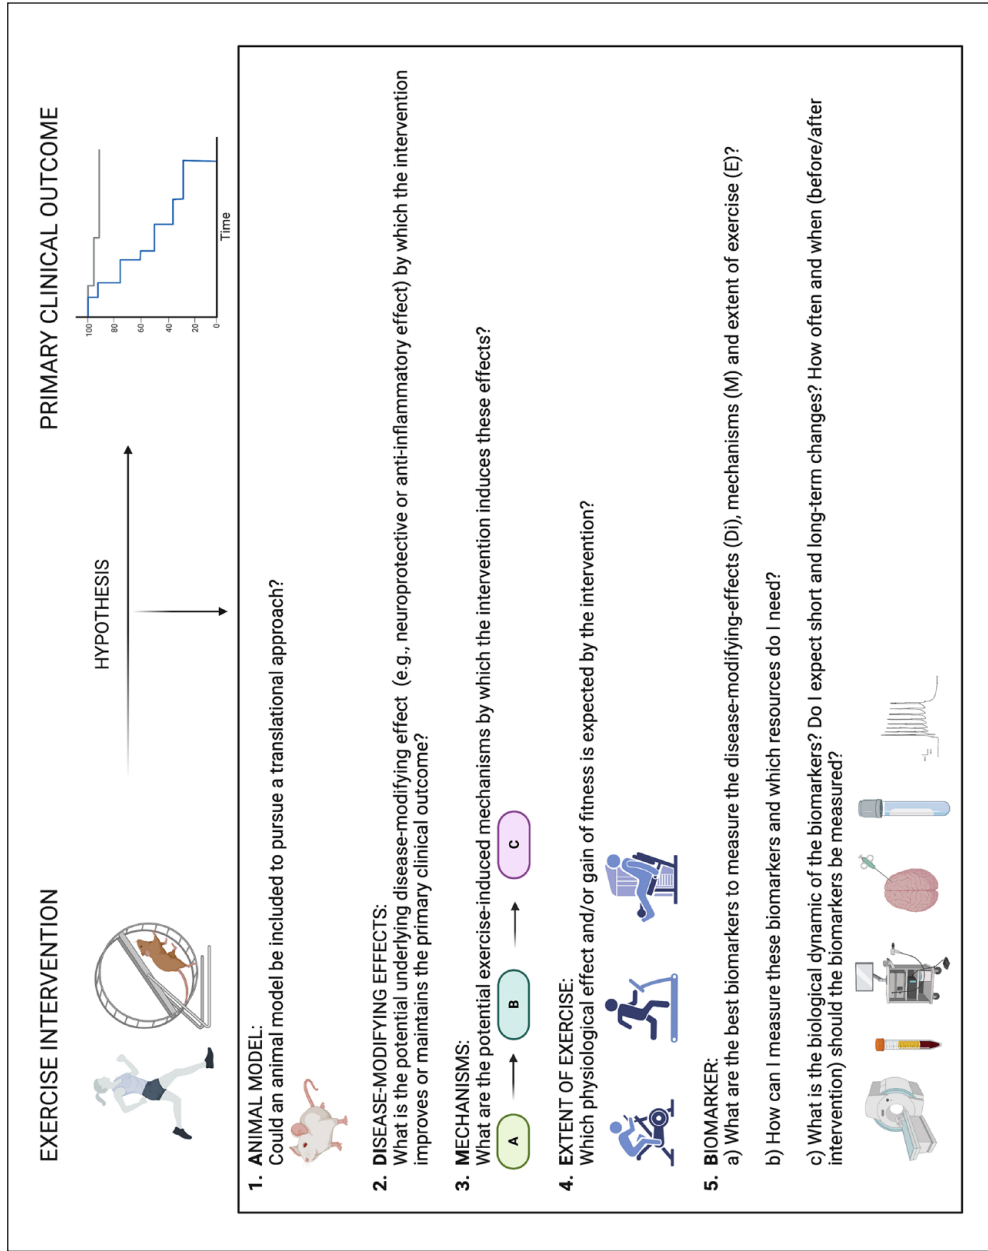 EXERCISE INTERVENTION
HYPOTHESIS
PRIMARY CLINICAL OUTCOME
100
80
60
40
20
0
Time
1. ANIMAL MODEL:
Could an animal model be included to pursue a translational approach?
2. DISEASE-MODIFYING EFFECTS:
What is the potential underlying disease-modifying effect (e.g., neuroprotective or anti-inflammatory effect) by which the intervention
improves or maintains the primary clinical outcome?
3. MECHANISMS:
What are the potential exercise-induced mechanisms by which the intervention induces these effects?
A
B
C
4. EXTENT OF EXERCISE:
Which physiological effect and/or gain of fitness is expected by the intervention?
5. BIOMARKER:
a) What are the best biomarkers to measure the disease-modifying-effects (Di), mechanisms (M) and extent of exercise (E)?
b) How can I measure these biomarkers and which resources do I need?
c) What is the biological dynamic of the biomarkers? Do I expect short and long-term changes? How often and when (before/after
intervention) should the biomarkers be measured?